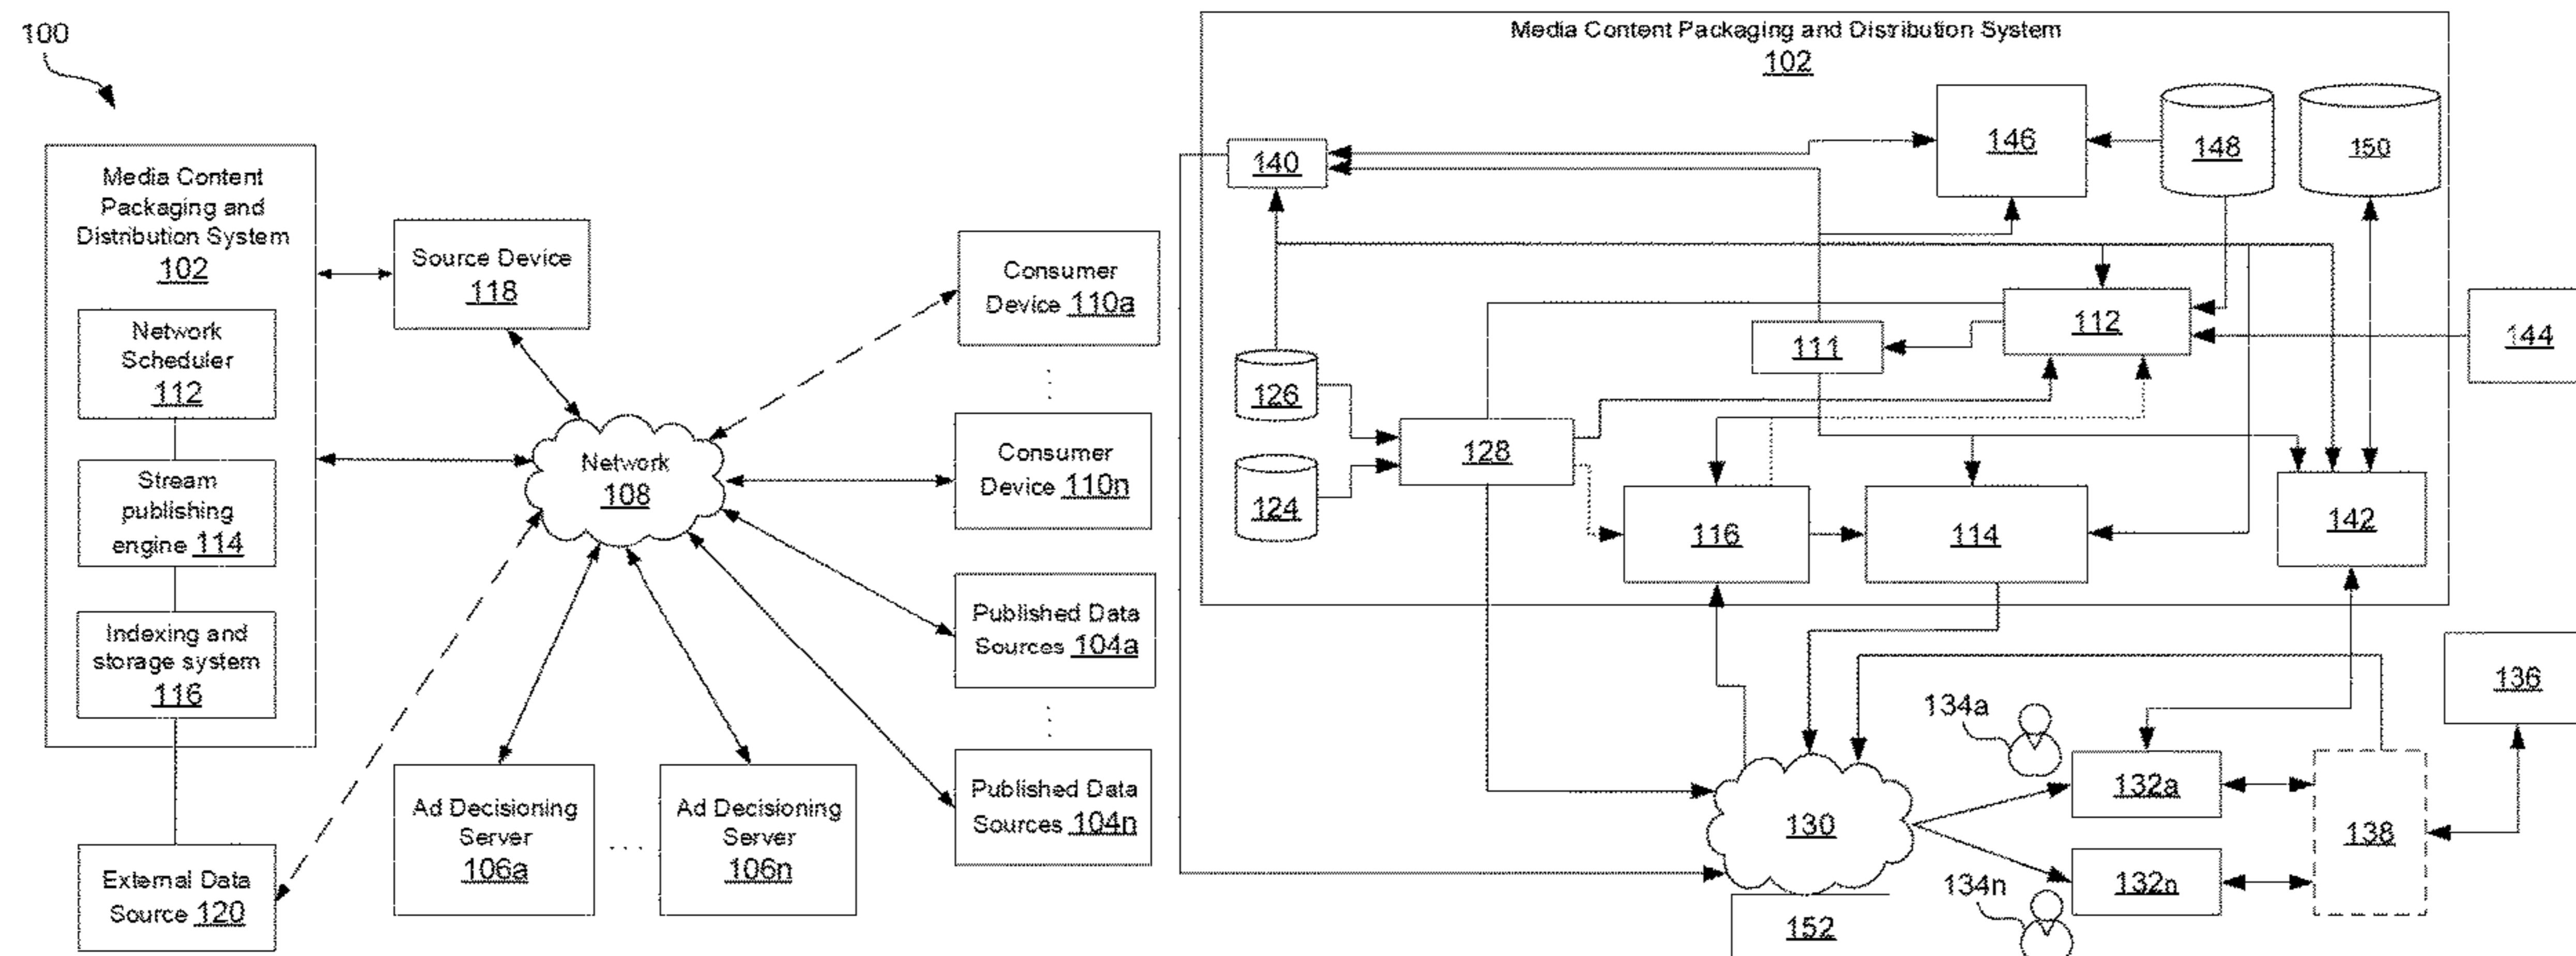 100
Media Content
Packaging and
Distribution System
102
Network
Scheduler
112
Stream
publishing
engine 114
Indexing and
storage system
116
External Data
Source 120
Source Device
118
Network
108
Ad Decisioning
Server
106a
. . .
Ad Decisioning
Server
106n
Consumer
Device 110a
Consumer
Device 110n
Published Data
Sources 104a
Published Data
Sources 104n
Media Content Packaging and Distribution System
102
140
146
148
150
126
124
128
111
112
144
116
114
142
130
152
134a
134n
132a
132n
138
136